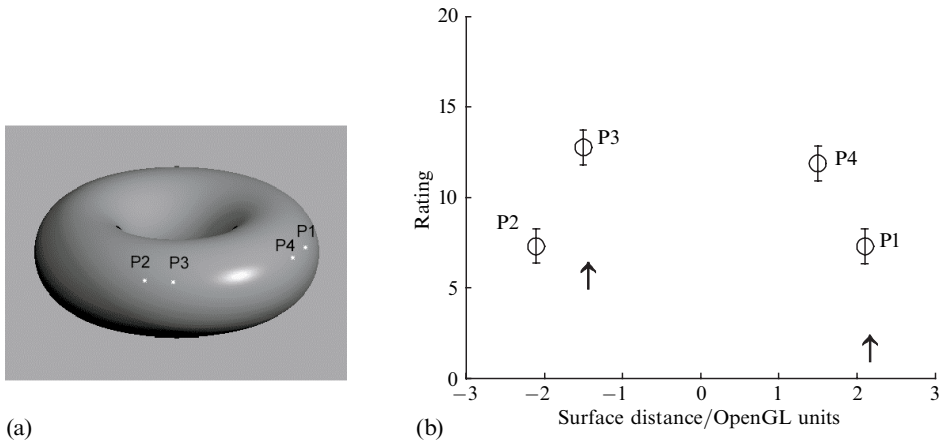 P1
P4
P2 P3
(a)
20
15
10
5
0
Rating
P3
P4
P2
P1
−3 −2 −1 0 1 2 3
Surface distance/OpenGL units
(b)